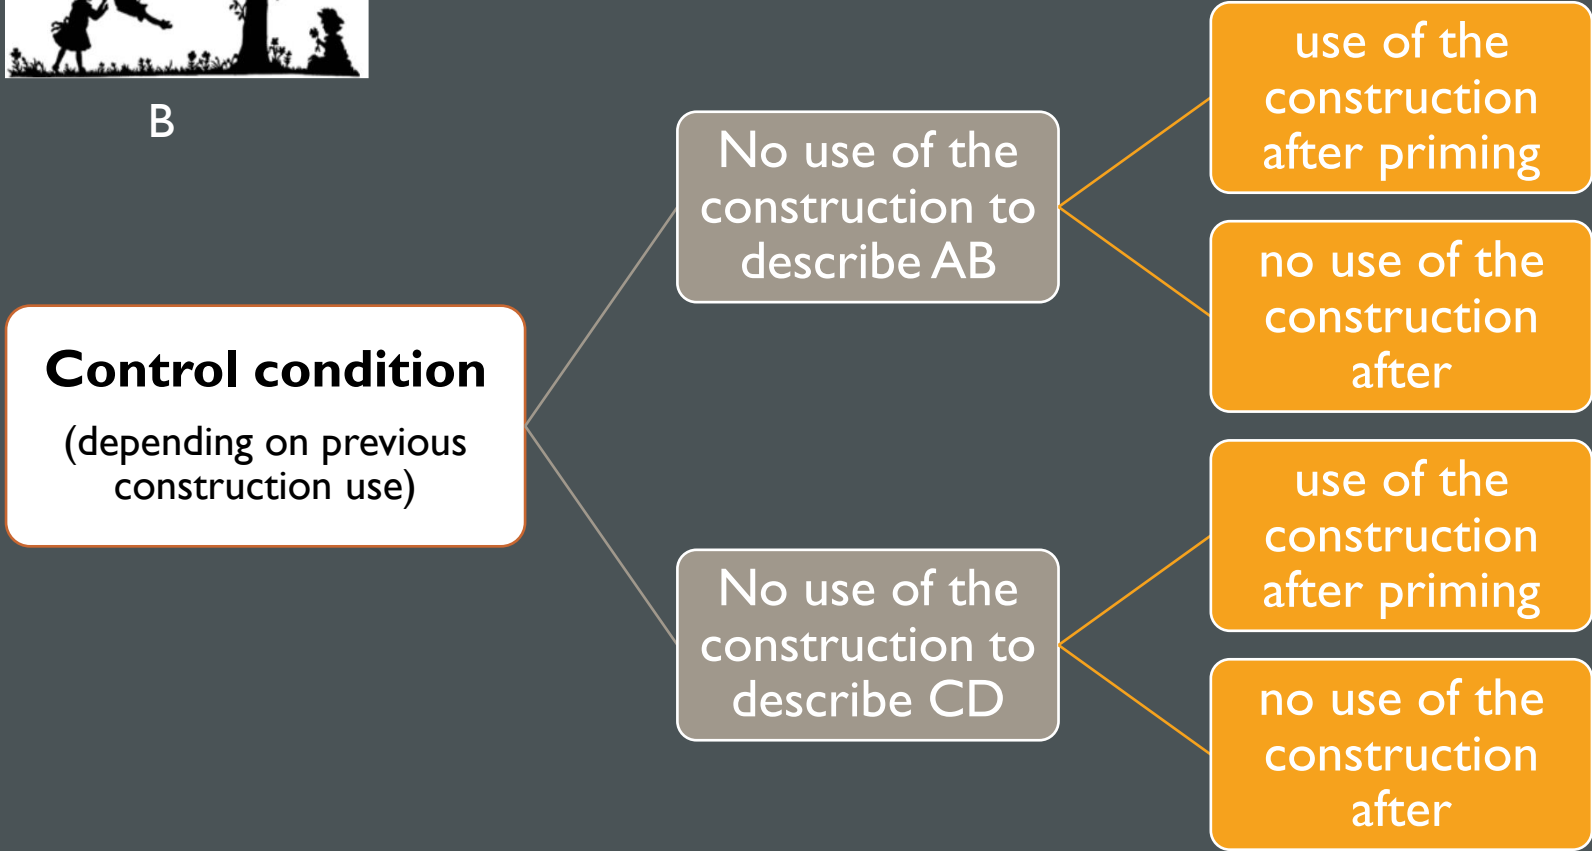 B
Control condition
(depending on previous
construction use)
No use of the
construction to
describe AB
use of the
construction
after priming
no use of the
construction
after
No use of the
construction to
describe CD
use of the
construction
after priming
no use of the
construction
after